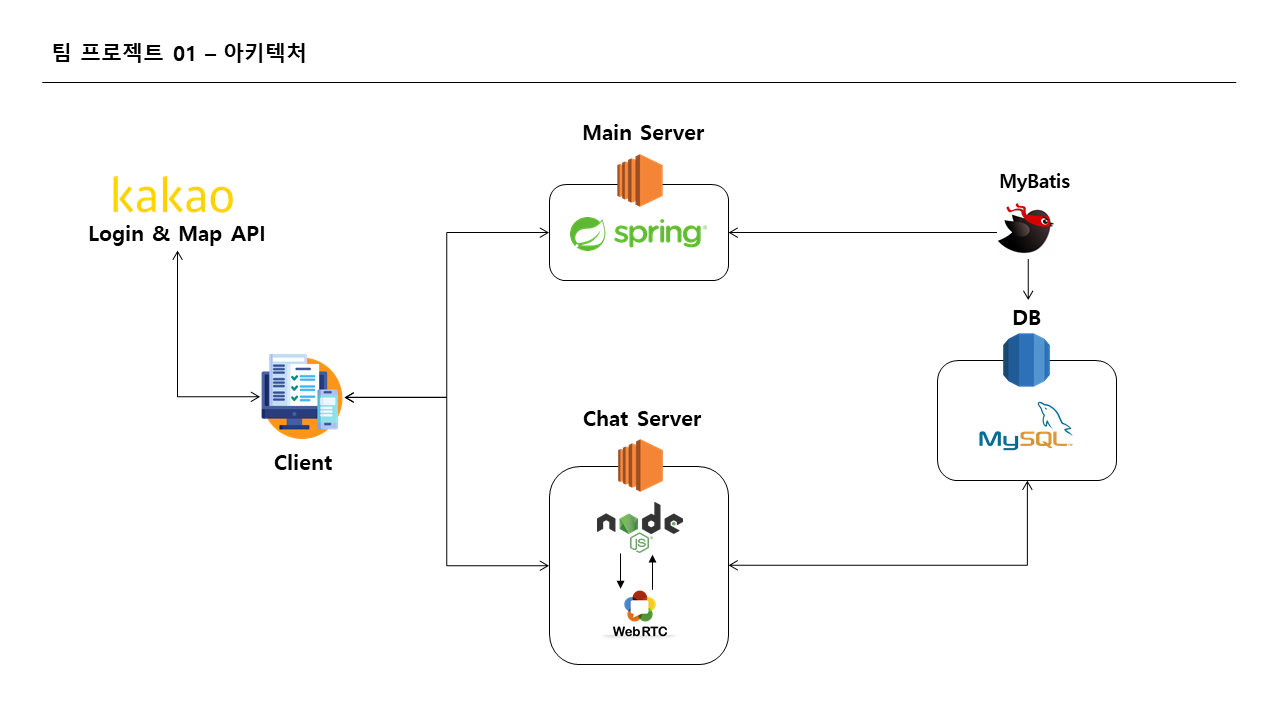 팀 프로젝트 01 – 아키텍처
Main Server
MyBatis
kakao
Login & Map API
spring
DB
MySQL
Client
Chat Server
node
JS
WebRTC